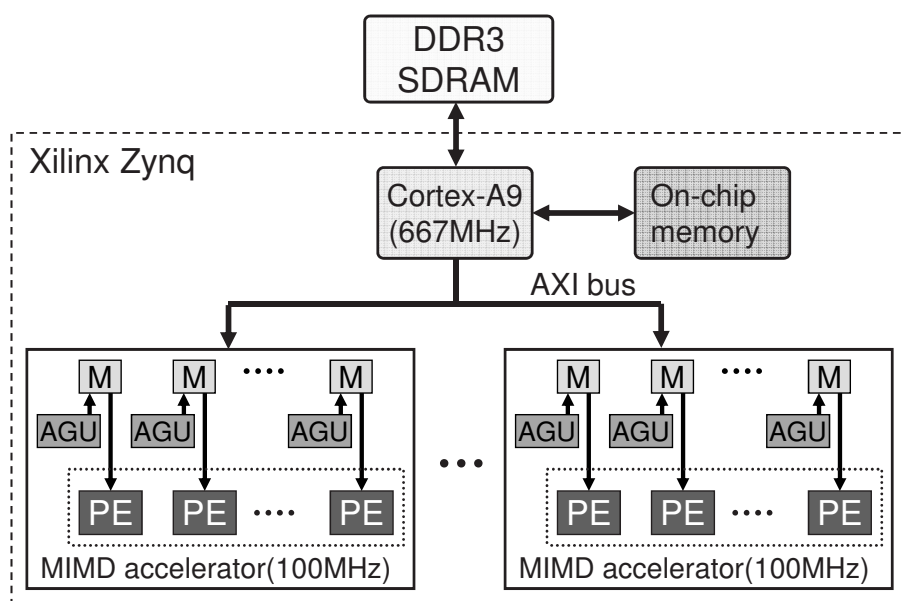 DDR3
SDRAM
Xilinx Zynq
Cortex-A9
(667MHz)
On-chip
memory
AXI bus
M M •••• M M M •••• M
AGU AGU AGU AGU AGU AGU
•••
PE PE •••• PE PE PE •••• PE
MIMD accelerator(100MHz) MIMD accelerator(100MHz)